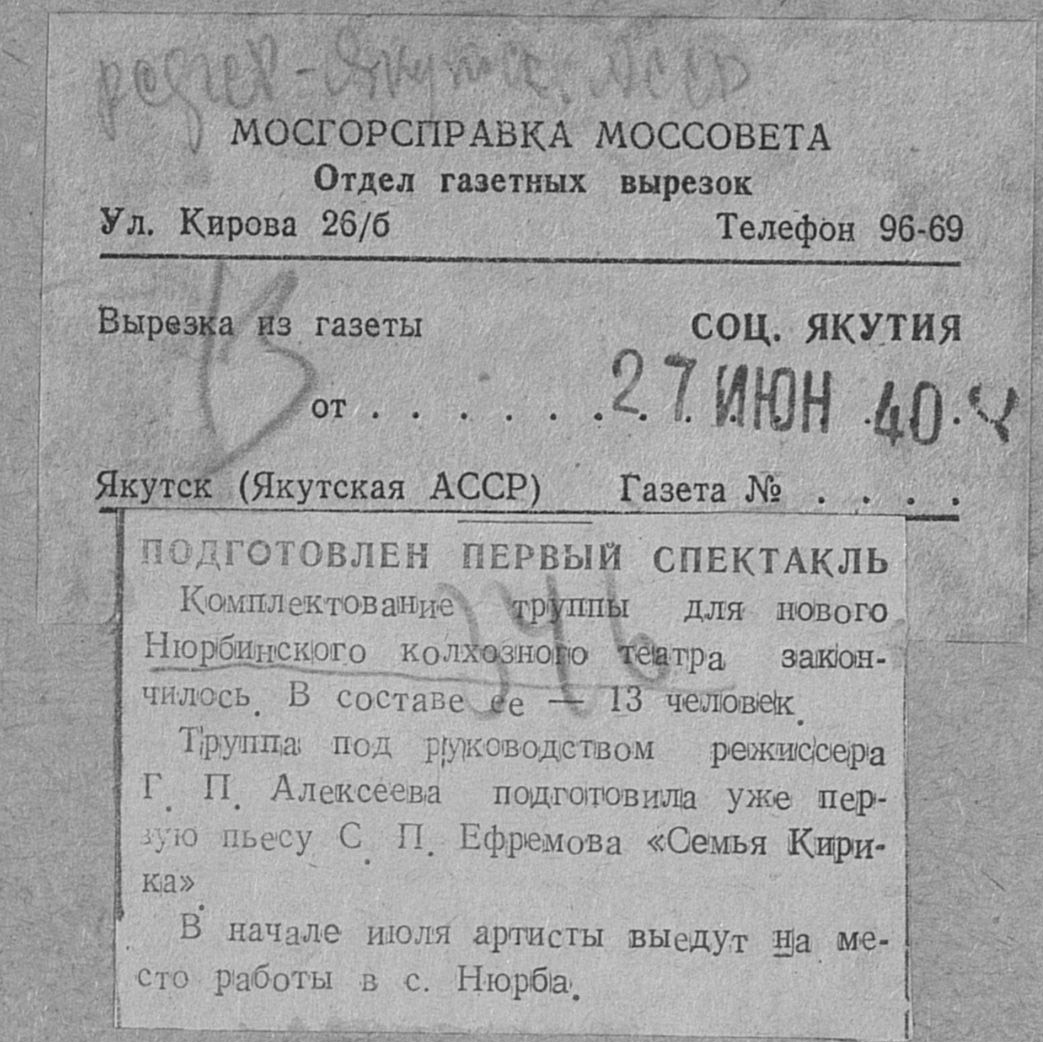 МОСГОРСПРАВКА МОССОВЕТА
Отдел газетных вырезок
Ул. Кирова 26/б Телефон 96-69
Вырезка из газеты СОЦ. ЯКУТИЯ
13
от . . . . . . . 27 ИЮН 40
Якутск (Якутская АССР) Газета № . . . .
ПОДГОТОВЛЕН ПЕРВЫЙ СПЕКТАКЛЬ
Комплектование труппы для нового
Нюрбинского колхозного театра закон-
чилось. В составе ее — 13 человек.
346
Труппа под руководством режиссера
Г. П. Алексеева подготовила уже пер-
вую пьесу С. П. Ефремова «Семья Кири-
ка».
В начале июля артисты выедут на ме-
сто работы в с. Нюрба.